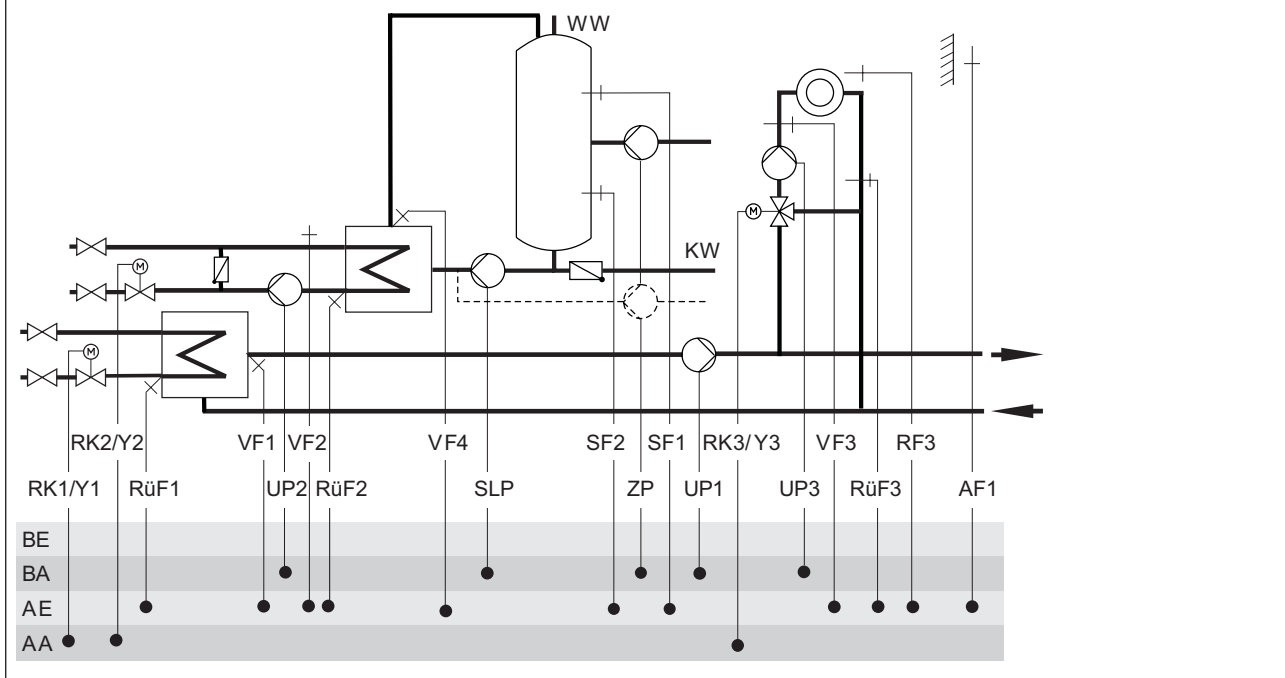 WW
M
KW
M
M
RK2/Y2 VF1 VF2 VF4 SF2 SF1 RK3/Y3 VF3 RF3
RK1/Y1 RüF1 UP2 RüF2 SLP ZP UP1 UP3 RüF3 AF1
BE
BA
AE
AA